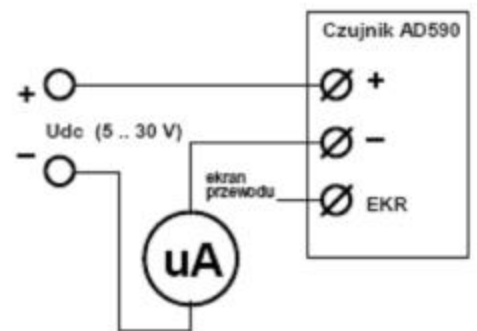 Czujnik AD590
+
+
Udc (5 .. 30 V)
−
−
ekran
przewodu
EKR
uA